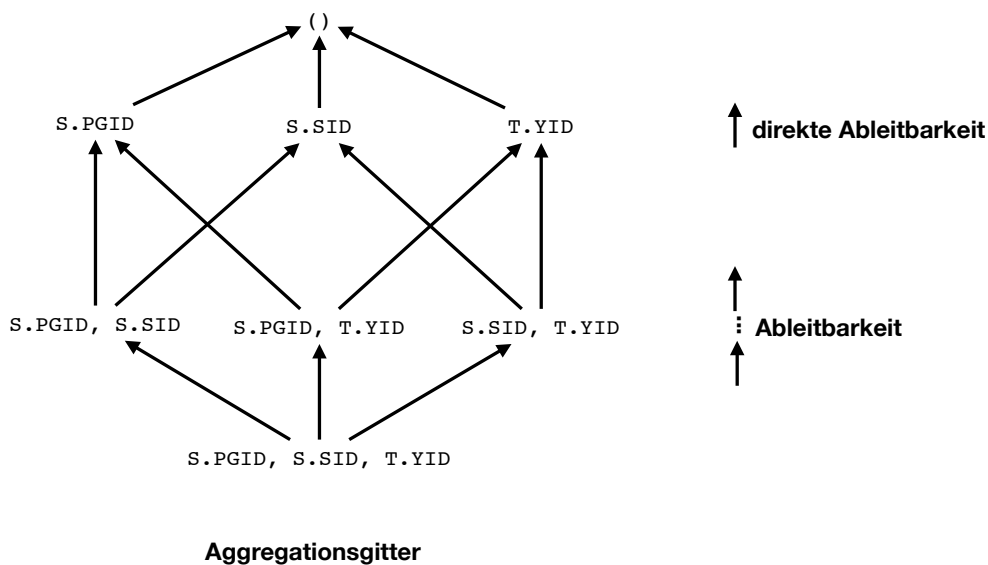 ()
S.PGID
S.SID
T.YID
direkte Ableitbarkeit
S.PGID, S.SID
S.PGID, T.YID
S.SID, T.YID
Ableitbarkeit
S.PGID, S.SID, T.YID
Aggregationsgitter